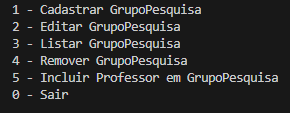 1 - Cadastrar GrupoPesquisa
2 - Editar GrupoPesquisa
3 - Listar GrupoPesquisa
4 - Remover GrupoPesquisa
5 - Incluir Professor em GrupoPesquisa
0 - Sair